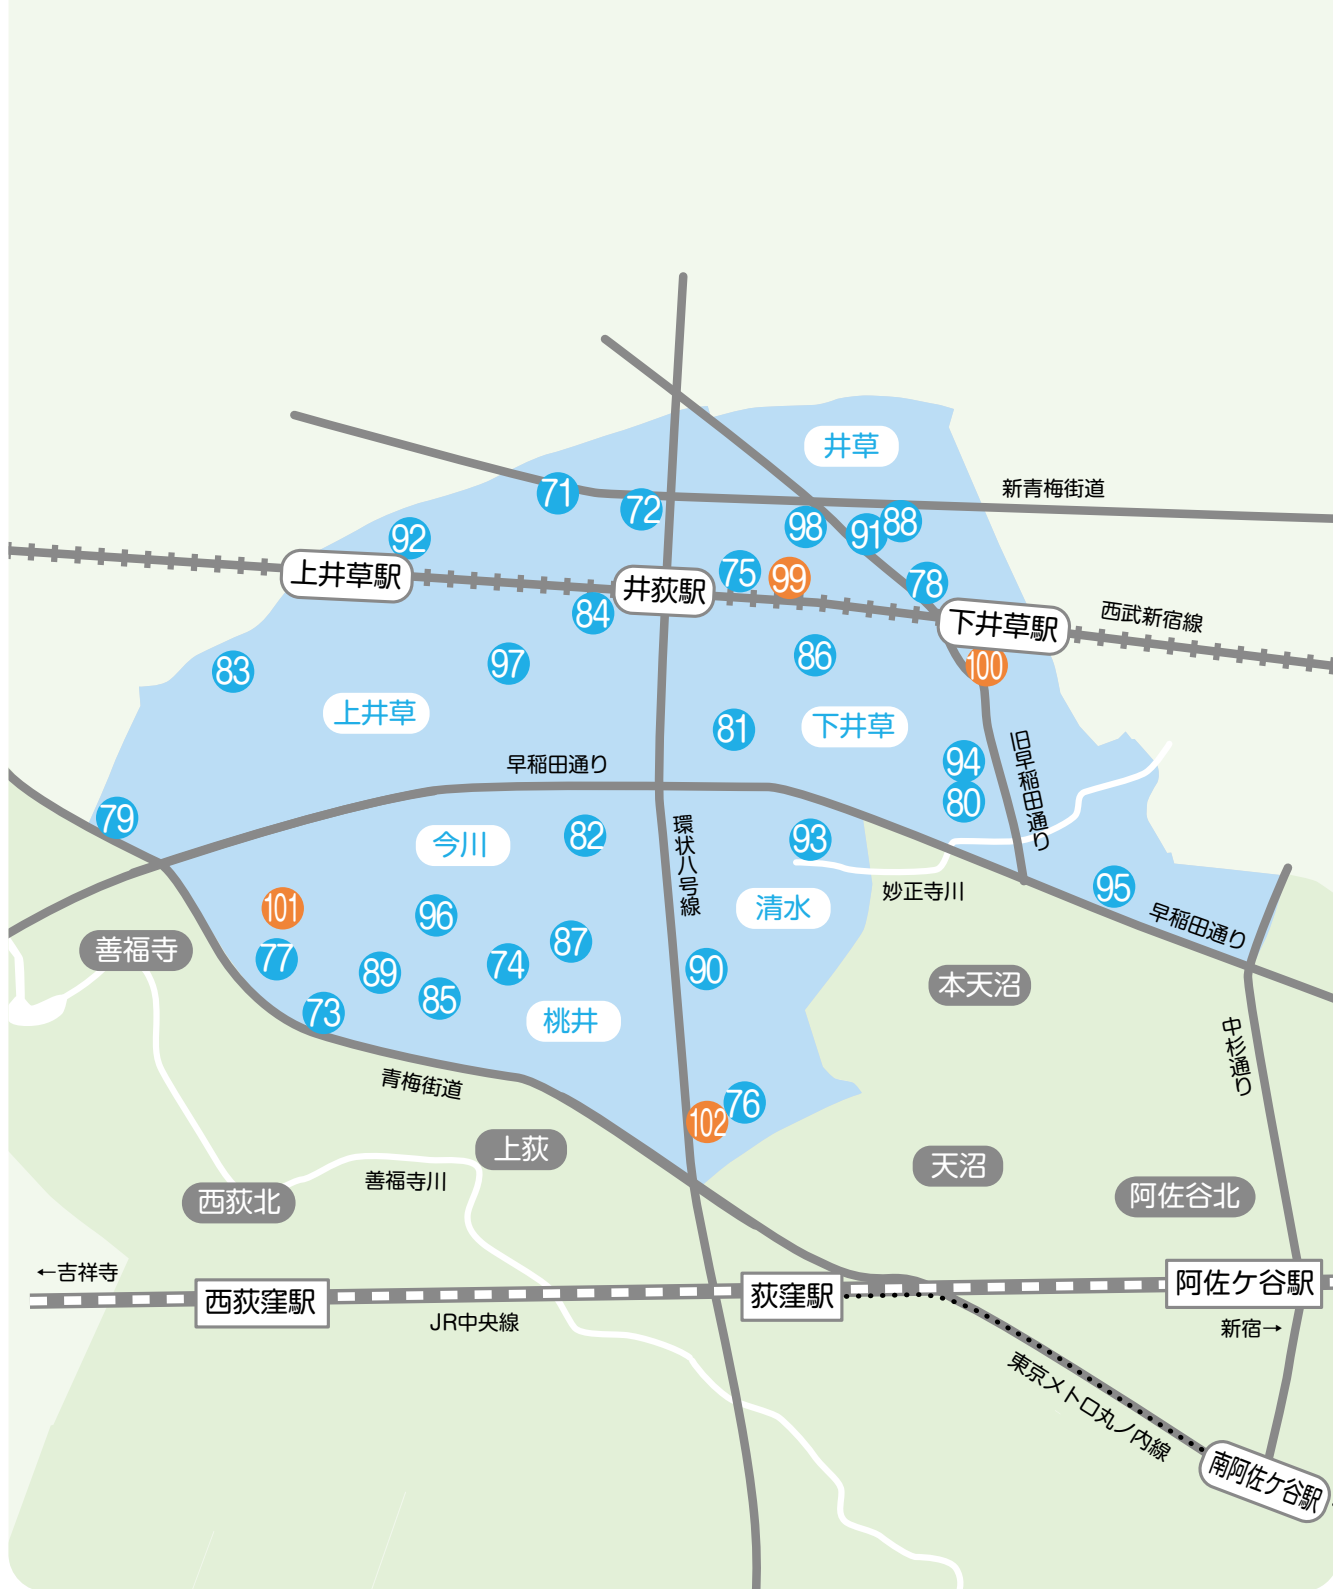 井草
新青梅街道
71
72
98
91
88
92
上井草駅
井荻駅
75
99
78
下井草駅
西武新宿線
84
83
97
86
100
上井草
81
下井草
旧早稲田通り
94
80
早稲田通り
79
今川
82
環状八号線
93
妙正寺川
95
早稲田通り
101
96
清水
善福寺
77
89
74
87
90
本天沼
73
85
桃井
中杉通り
青梅街道
102
76
上荻
天沼
善福寺川
西荻北
阿佐谷北
←吉祥寺
西荻窪駅
荻窪駅
阿佐ケ谷駅
JR中央線
新宿→
東京メトロ丸ノ内線
南阿佐ケ谷駅